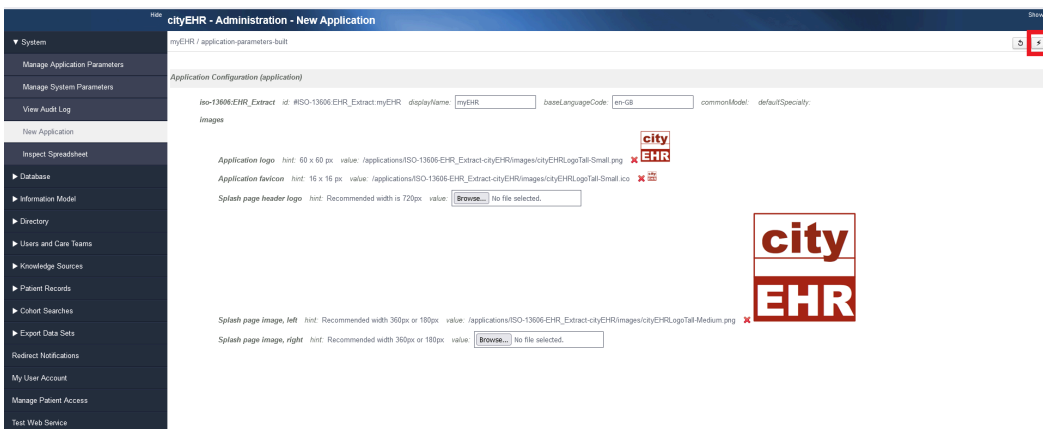 Hide
cityEHR - Administration - New Application
Show
▼ System
Manage Application Parameters
Manage System Parameters
View Audit Log
New Application
Inspect Spreadsheet
▶ Database
▶ Information Model
▶ Directory
▶ Users and Care Teams
▶ Knowledge Sources
▶ Patient Records
▶ Cohort Searches
▶ Export Data Sets
Redirect Notifications
My User Account
Manage Patient Access
Test Web Service
myEHR / application-parameters-built
Application Configuration (application)
iso-13606:EHR_Extract id: #ISO-13606:EHR_Extract:myEHR displayName: myEHR baseLanguageCode: en-GB commonModel: defaultSpecialty:
images
city
EHR
Application logo hint: 60 x 60 px value: /applications/ISO-13606-EHR_Extract-cityEHR/images/cityEHRLogoTall-Small.png
Application favicon hint: 16 x 16 px value: /applications/ISO-13606-EHR_Extract-cityEHR/images/cityEHRLogoTall-Small.ico
Splash page header logo hint: Recommended width is 720px value: Browse... No file selected.
city
EHR
Splash page image, left hint: Recommended width 360px or 180px value: /applications/ISO-13606-EHR_Extract-cityEHR/images/cityEHRLogoTall-Medium.png
Splash page image, right hint: Recommended width 360px or 180px value: Browse... No file selected.